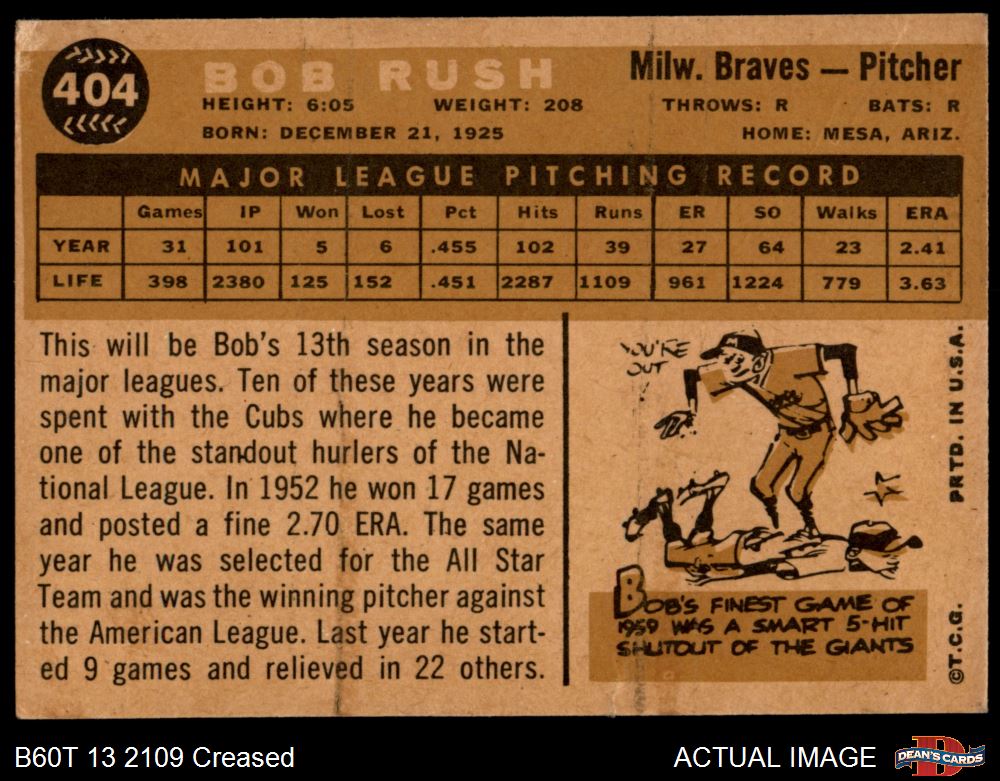 404
BOB RUSH
Milw. Braves — Pitcher
HEIGHT: 6:05 WEIGHT: 208 THROWS: R BATS: R
BORN: DECEMBER 21, 1925 HOME: MESA, ARIZ.
MAJOR LEAGUE PITCHING RECORD
Games IP Won Lost Pct Hits Runs ER SO Walks ERA
YEAR 31 101 5 6 .455 102 39 27 64 23 2.41
LIFE 398 2380 125 152 .451 2287 1109 961 1224 779 3.63
This will be Bob's 13th season in the
major leagues. Ten of these years were
spent with the Cubs where he became
one of the standout hurlers of the Na-
tional League. In 1952 he won 17 games
and posted a fine 2.70 ERA. The same
year he was selected for the All Star
Team and was the winning pitcher against
the American League. Last year he start-
ed 9 games and relieved in 22 others.
YOU'RE
OUT
BOB'S FINEST GAME OF
1959 WAS A SMART 5-HIT
SHUTOUT OF THE GIANTS
©T.C.G. PRTD. IN U.S.A.
B60T 13 2109 Creased
ACTUAL IMAGE
DEAN'S CARDS